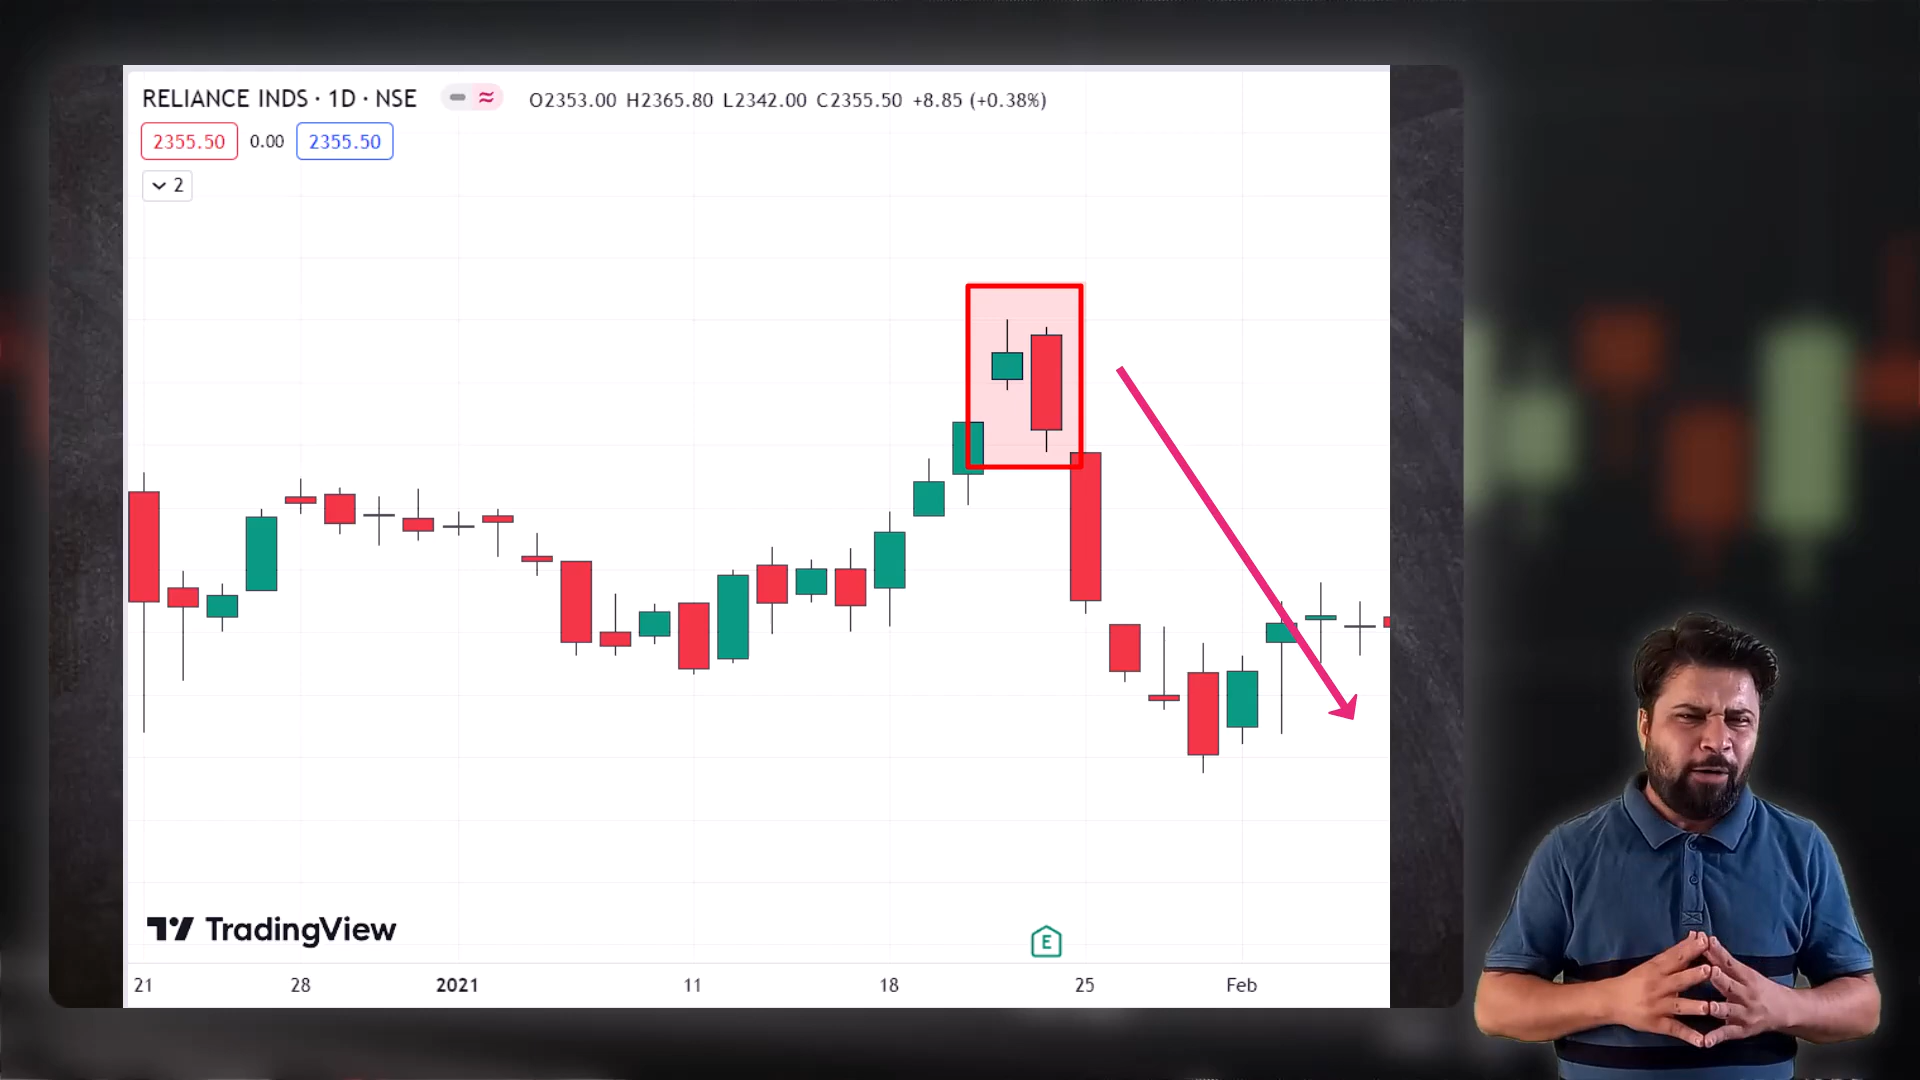 RELIANCE INDS · 1D · NSE O2353.00 H2365.80 L2342.00 C2355.50 +8.85 (+0.38%)
2355.50 0.00 2355.50
2
TradingView
E
21 28 2021 11 18 25 Feb